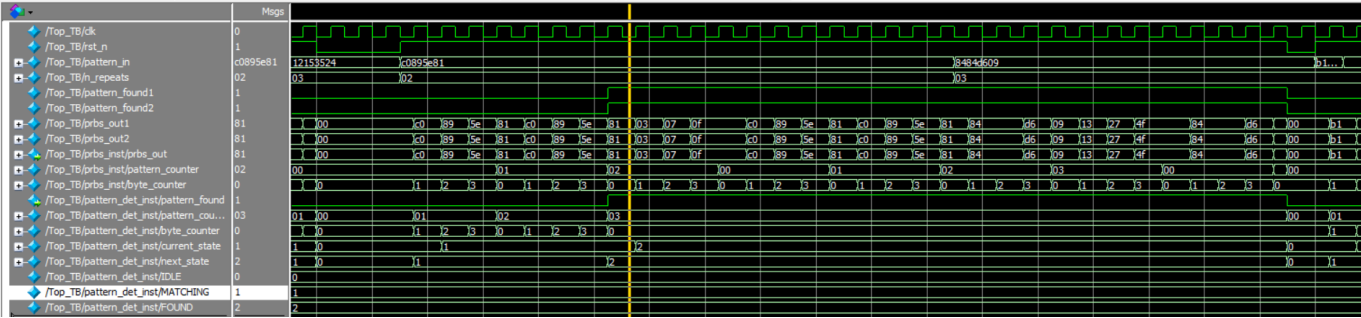 Msgs
/Top_TB/clk 0
/Top_TB/rst_n 1
/Top_TB/pattern_in c0895e81 12153524 c0895e81 8484d609 b1...
/Top_TB/n_repeats 02 03 02 03
/Top_TB/pattern_found1 1
/Top_TB/pattern_found2 1
/Top_TB/prbs_out1 81 00 c0 89 5e 81 c0 89 5e 81 03 07 0f c0 89 5e 81 c0 89 5e 81 84 d6 09 13 27 4f 84 d6 00 b1
/Top_TB/prbs_out2 81 00 c0 89 5e 81 c0 89 5e 81 03 07 0f c0 89 5e 81 c0 89 5e 81 84 d6 09 13 27 4f 84 d6 00 b1
/Top_TB/prbs_inst/prbs_out 81 00 c0 89 5e 81 c0 89 5e 81 03 07 0f c0 89 5e 81 c0 89 5e 81 84 d6 09 13 27 4f 84 d6 00 b1
/Top_TB/prbs_inst/pattern_counter 02 00 01 02 00 01 02 03 00 00
/Top_TB/prbs_inst/byte_counter 0 0 1 2 3 0 1 2 3 0 1 2 3 0 1 2 3 0 1 2 3 0 1 2 3 0 1 2 3 0 1 2 3 0 0 1
/Top_TB/pattern_det_inst/pattern_found 1
/Top_TB/pattern_det_inst/pattern_cou... 03 01 00 01 02 03 00 01
/Top_TB/pattern_det_inst/byte_counter 0 0 1 2 3 0 1 2 3 0 1
/Top_TB/pattern_det_inst/current_state 1 1 0 1 2 0
/Top_TB/pattern_det_inst/next_state 2 1 0 1 2 0 1
/Top_TB/pattern_det_inst/IDLE 0 0
/Top_TB/pattern_det_inst/MATCHING 1 1
/Top_TB/pattern_det_inst/FOUND 2 2